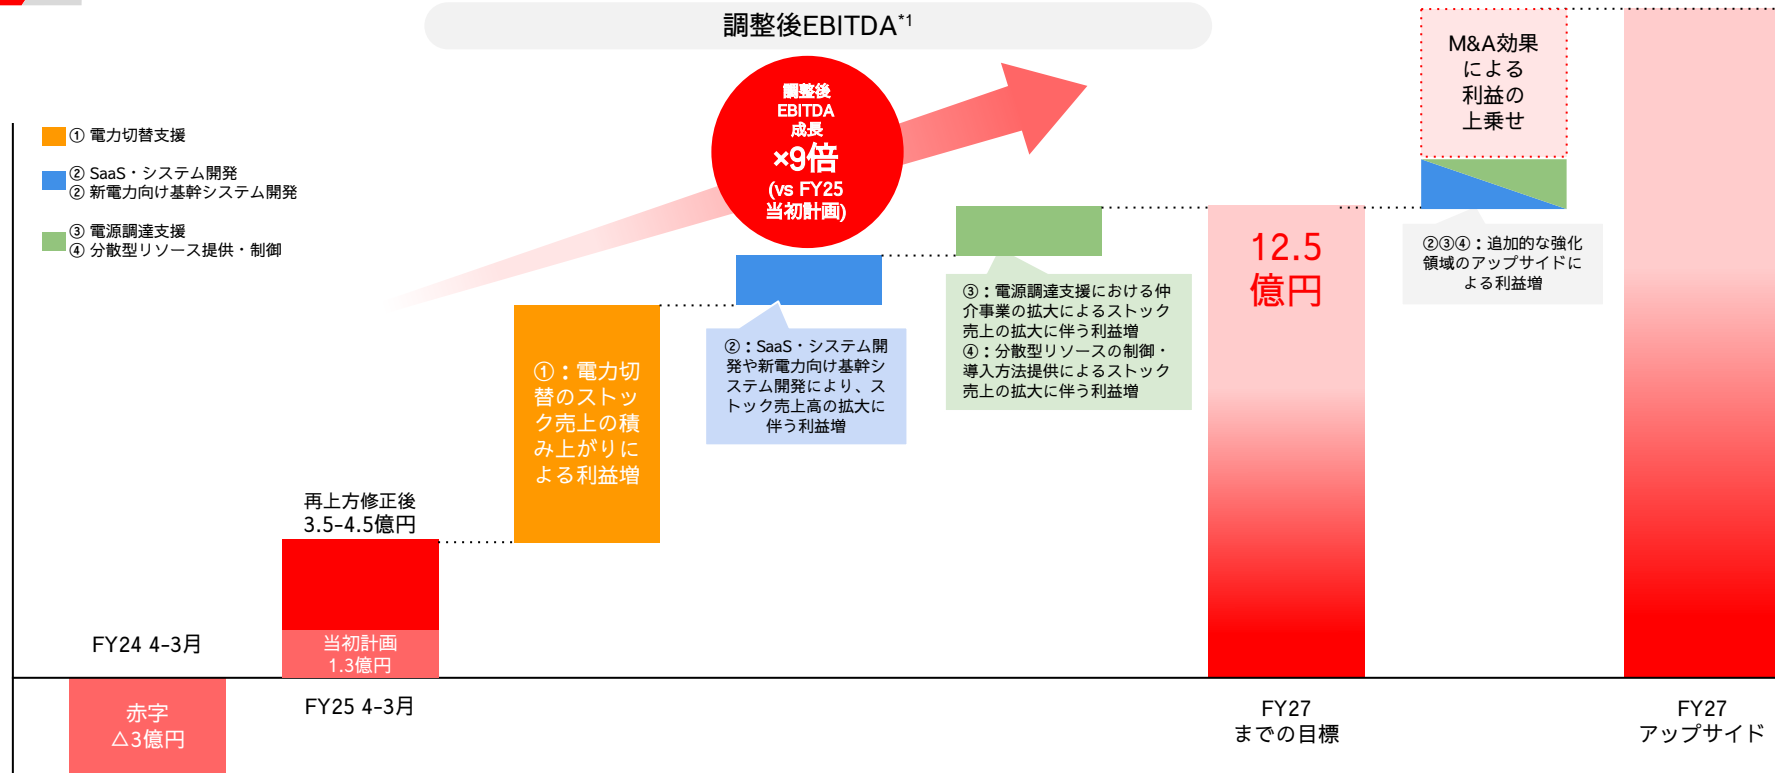 調整後EBITDA*1
① 電力切替支援
② SaaS・システム開発
② 新電力向け基幹システム開発
③ 電源調達支援
④ 分散型リソース提供・制御
調整後
EBITDA
成長
×9倍
(vs FY25
当初計画)
FY24 4-3月
赤字
△3億円
再上方修正後
3.5-4.5億円
当初計画
1.3億円
FY25 4-3月
①：電力切
替のストッ
ク売上の積
み上がりに
よる利益増
②：SaaS・システム開
発や新電力向け基幹シ
ステム開発により、ス
トック売上高の拡大に
伴う利益増
③：電源調達支援における仲
介事業の拡大によるストック
売上の拡大に伴う利益増
④：分散型リソースの制御・
導入方法提供によるストック
売上の拡大に伴う利益増
12.5
億円
FY27
までの目標
M&A効果
による
利益の
上乗せ
②③④：追加的な強化
領域のアップサイドに
よる利益増
FY27
アップサイド